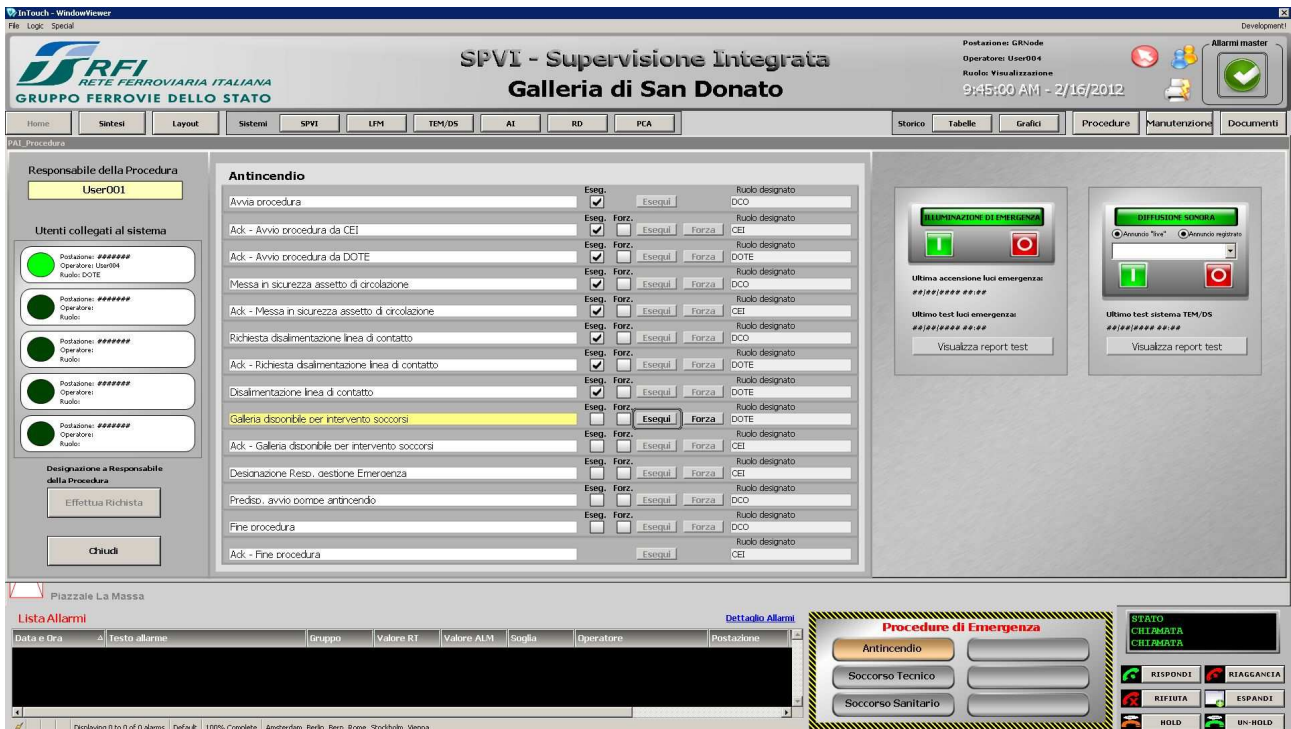 InTouch - WindowViewer
File Logic Special
Development!
RFI
RETE FERROVIARIA ITALIANA
GRUPPO FERROVIE DELLO STATO
SPVI - Supervisione Integrata
Galleria di San Donato
Postazione: GRNode
Operatore: User004
Ruolo: Visualizzazione
9:45:00 AM - 2/16/2012
Allarmi master
Home Sintesi Layout Sistemi SPVI LFM TEM/DS AI RD PCA Storico Tabelle Grafici Procedure Manutenzione Documenti
PAI_Procedura
Responsabile della Procedura
User001
Utenti collegati al sistema
Postazione: #######
Operatore: User004
Ruolo: DOTE
Postazione: #######
Operatore:
Ruolo:
Postazione: #######
Operatore:
Ruolo:
Postazione: #######
Operatore:
Ruolo:
Postazione: #######
Operatore:
Ruolo:
Designazione a Responsabile
della Procedura
Effettua Richista
Chiudi
Antincendio
Eseg. Ruolo designato
Avvia procedura Esegui DCO
Eseg. Forz. Ruolo designato
Ack - Avvio procedura da CEI Esegui Forza CEI
Eseg. Forz. Ruolo designato
Ack - Avvio procedura da DOTE Esegui Forza DOTE
Eseg. Forz. Ruolo designato
Messa in sicurezza assetto di circolazione Esegui Forza DCO
Eseg. Forz. Ruolo designato
Ack - Messa in sicurezza assetto di circolazione Esegui Forza CEI
Eseg. Forz. Ruolo designato
Richiesta disalimentazione linea di contatto Esegui Forza DCO
Eseg. Forz. Ruolo designato
Ack - Richiesta disalimentazione linea di contatto Esegui Forza DOTE
Eseg. Forz. Ruolo designato
Disalimentazione linea di contatto Esegui Forza DOTE
Eseg. Forz. Ruolo designato
Galleria disponibile per intervento soccorsi Esegui Forza DOTE
Eseg. Forz. Ruolo designato
Ack - Galleria disponibile per intervento soccorsi Esegui Forza CEI
Eseg. Forz. Ruolo designato
Designazione Resp. gestione Emergenza Esegui Forza CEI
Eseg. Forz. Ruolo designato
Predisp. avvio pompe antincendio Esegui Forza DCO
Eseg. Forz. Ruolo designato
Fine procedura Esegui Forza DCO
Ruolo designato
Ack - Fine procedura Esegui CEI
ILLUMINAZIONE DI EMERGENZA
Ultima accensione luci emergenza:
##/##/#### ##:##
Ultimo test luci emergenza:
##/##/#### ##:##
Visualizza report test
DIFFUSIONE SONORA
Annuncio "live" Annuncio registrato
Ultimo test sistema TEM/DS
##/##/#### ##:##
Visualizza report test
Piazzale La Massa
Lista Allarmi
Dettaglio Allarmi
Data e Ora Testo allarme Gruppo Valore RT Valore ALM Soglia Operatore Postazione
Displaying 0 to 0 of 0 alarms Default 100% Complete Amsterdam, Berlin, Bern, Rome, Stockholm, Vienna
Procedure di Emergenza
Antincendio
Soccorso Tecnico
Soccorso Sanitario
STATO
CHIAMATA
CHIAMATA
RISPONDI RIAGGANCIA
RIFIUTA ESPANDI
HOLD UN-HOLD